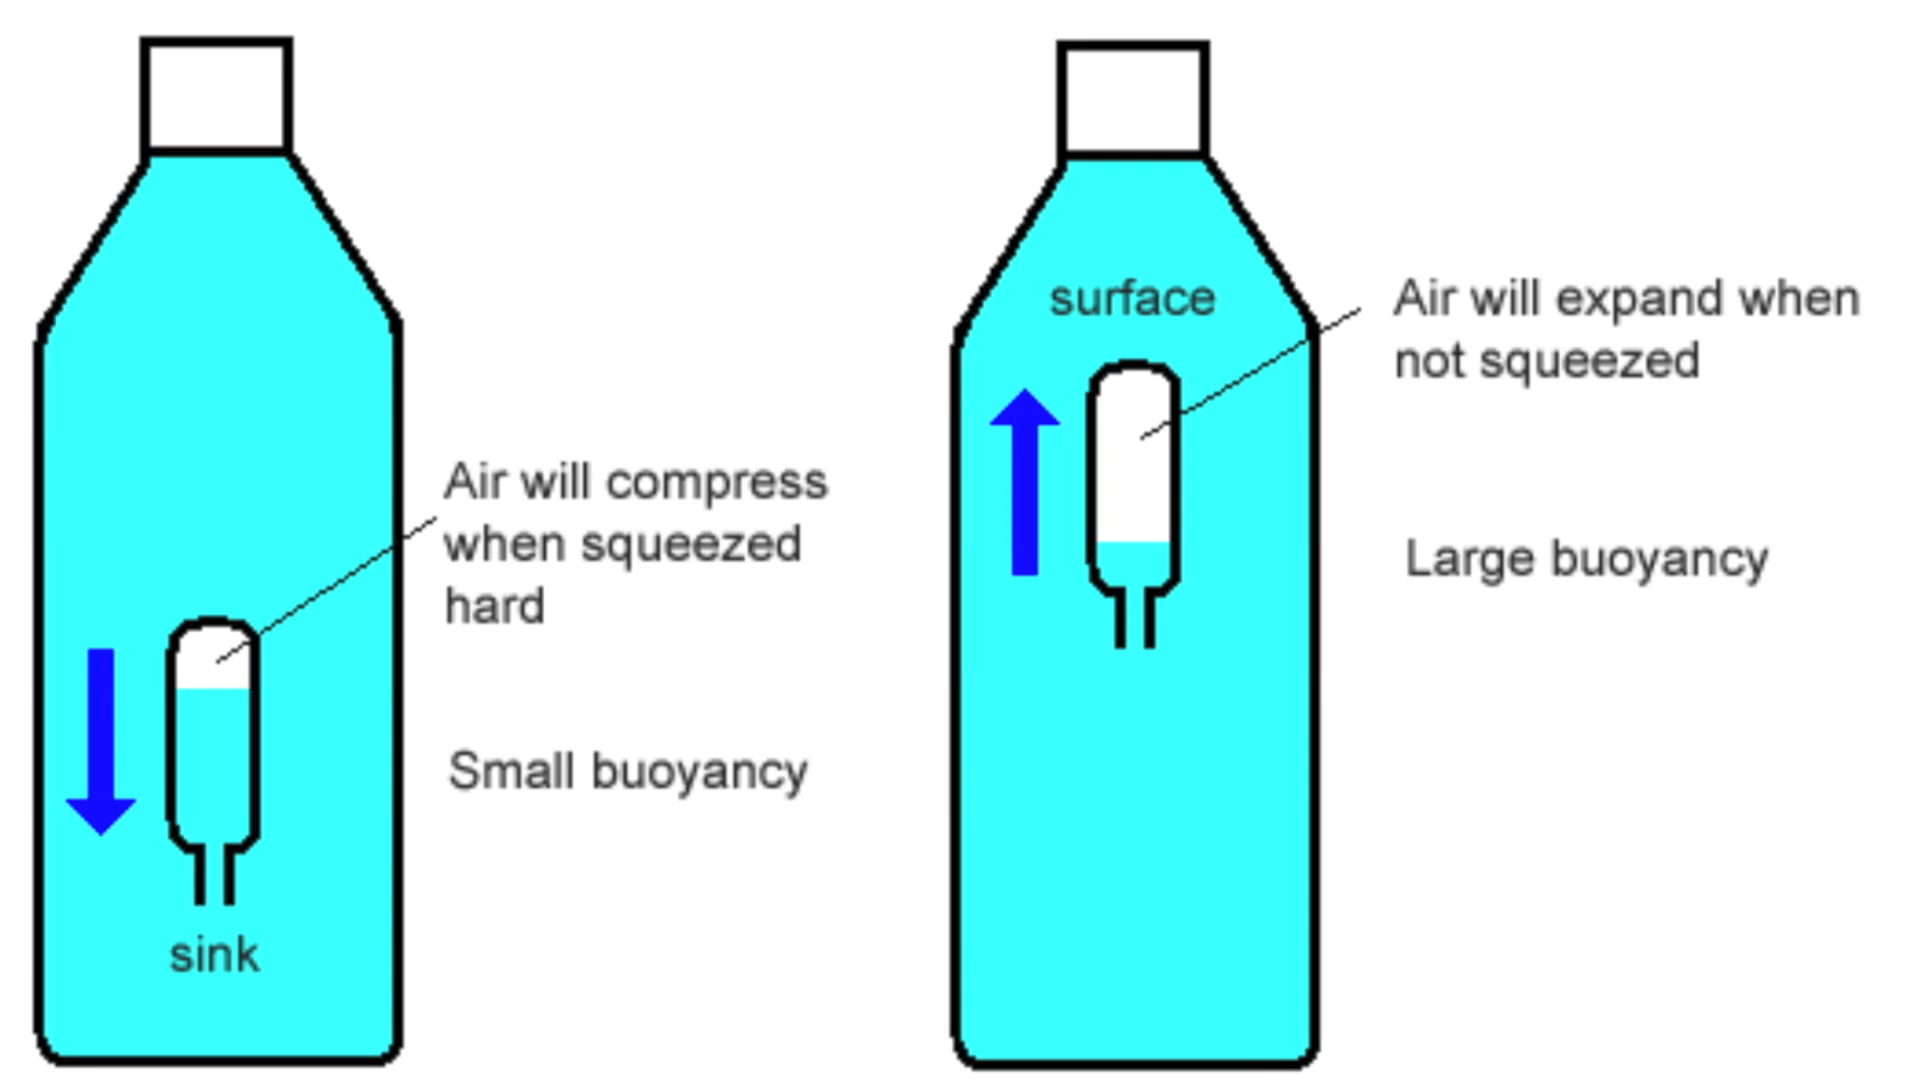 Air will compress
when squeezed
hard
Small buoyancy
sink
surface
Air will expand when
not squeezed
Large buoyancy